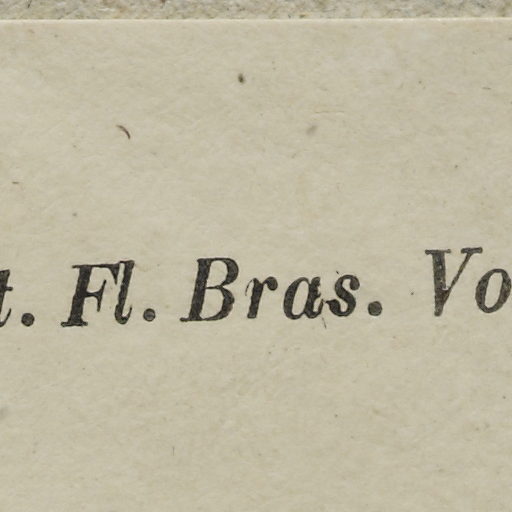 t. Fl. Bras. Vo